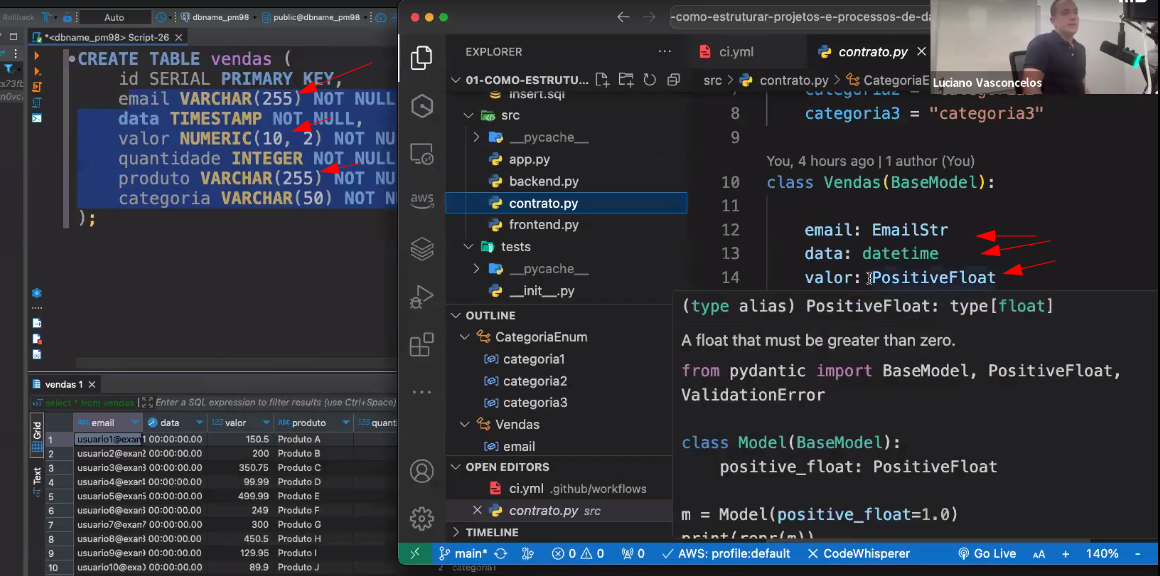 Rollback
Auto
dbname_pm98
public@dbname_pm98
*<dbname_pm98> Script-26
CREATE TABLE vendas (
id SERIAL PRIMARY KEY,
email VARCHAR(255) NOT NULL
data TIMESTAMP NOT NULL,
valor NUMERIC(10, 2) NOT NU
quantidade INTEGER NOT NULL
produto VARCHAR(255) NOT NU
categoria VARCHAR(50) NOT N
);
vendas 1
select * from vendas
Enter a SQL expression to filter results (use Ctrl+Space)
Grid
Text
email data valor produto quant
1 usuario1@exam 00:00:00.00 150.5 Produto A
2 usuario2@exam 00:00:00.00 200 Produto B
3 usuario3@exam 00:00:00.00 350.75 Produto C
4 usuario4@exam 00:00:00.00 99.99 Produto D
5 usuario5@exam 00:00:00.00 499.99 Produto E
6 usuario6@exam 00:00:00.00 249 Produto F
7 usuario7@exam 00:00:00.00 300 Produto G
8 usuario8@exam 00:00:00.00 450.5 Produto H
9 usuario9@exam 00:00:00.00 129.95 Produto I
10 usuario10@exa 00:00:00.00 89.9 Produto J
-como-estruturar-projetos-e-processos-de-da
EXPLORER
01-COMO-ESTRUTU...
insert.sql
src
__pycache__
app.py
backend.py
contrato.py
frontend.py
tests
__pycache__
__init__.py
OUTLINE
CategoriaEnum
categoria1
categoria2
categoria3
Vendas
email
OPEN EDITORS
ci.yml .github/workflows
contrato.py src
TIMELINE
aws
ci.yml
contrato.py
src > contrato.py > CategoriaE
Luciano Vasconcelos
8 categoria3 = "categoria3"
9
You, 4 hours ago | 1 author (You)
10 class Vendas(BaseModel):
11
12 email: EmailStr
13 data: datetime
14 valor: PositiveFloat
(type alias) PositiveFloat: type[float]
A float that must be greater than zero.
from pydantic import BaseModel, PositiveFloat,
ValidationError
class Model(BaseModel):
positive_float: PositiveFloat
m = Model(positive_float=1.0)
print(repr(m))
main*
0 0
0
AWS: profile:default
CodeWhisperer
Go Live
AA
+ 140% -
2 categoria1